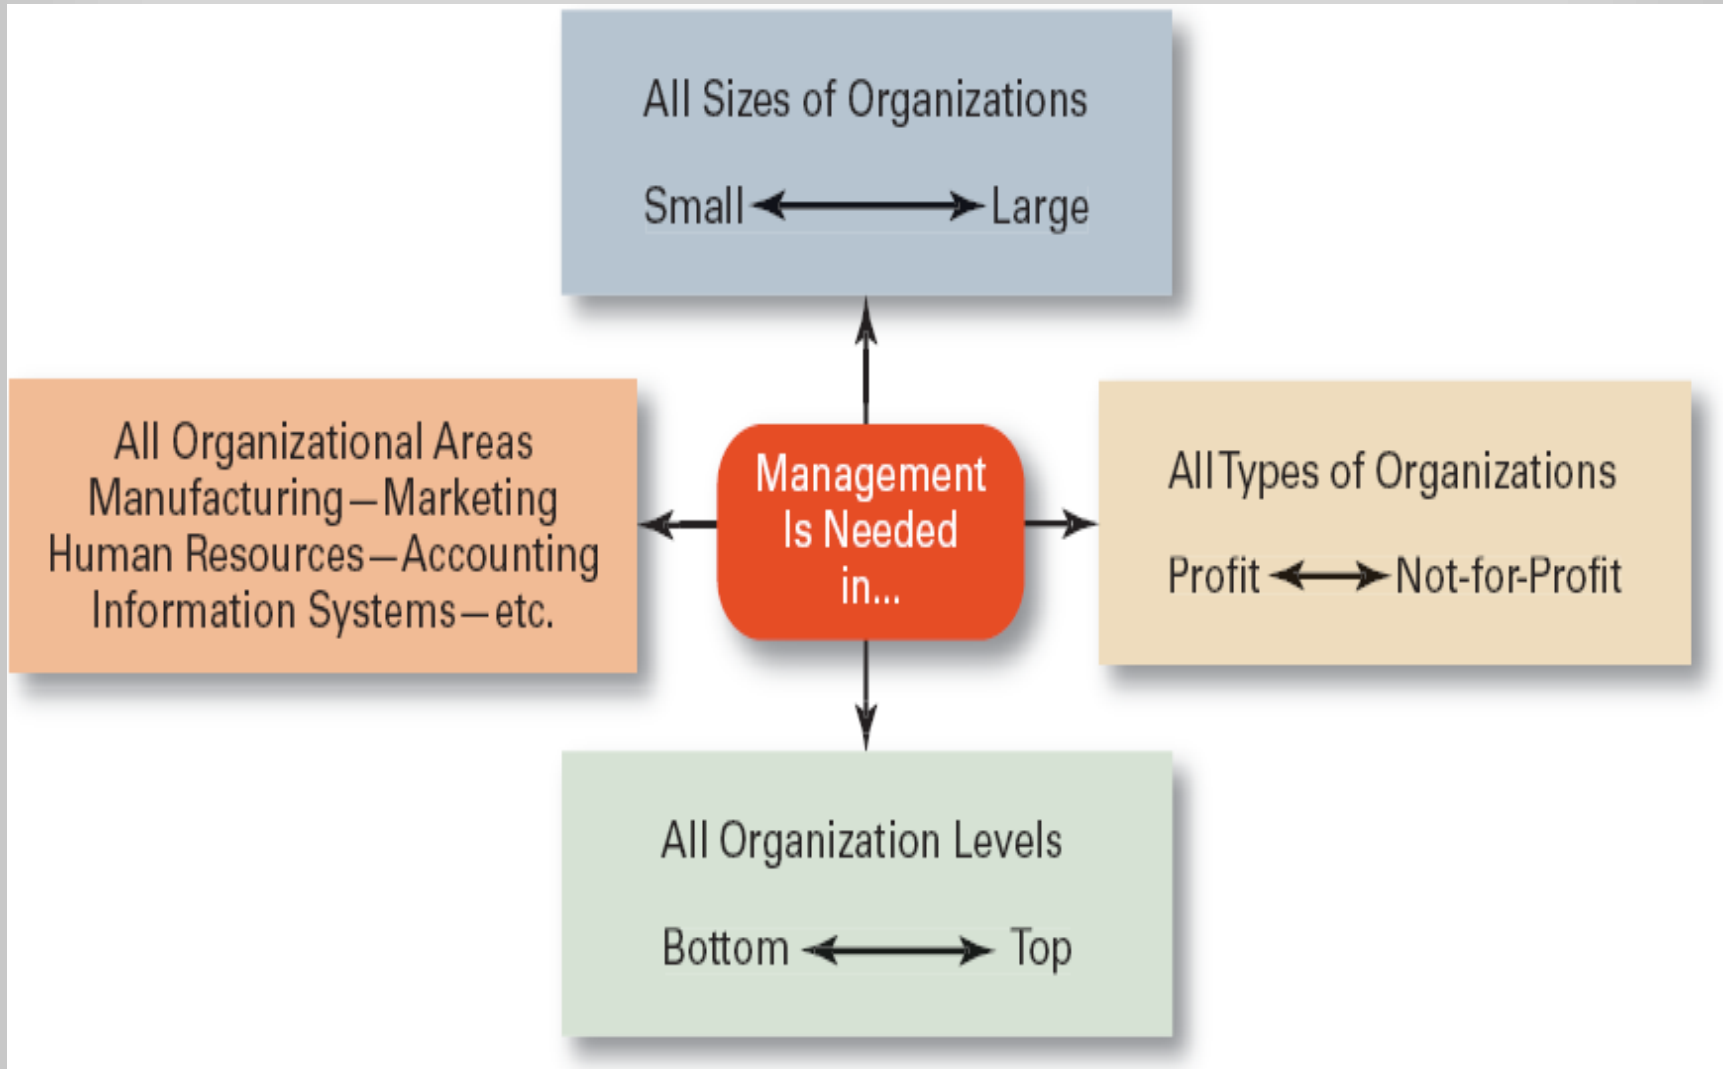 All Sizes of Organizations
Small Large
All Organizational Areas
Manufacturing—Marketing
Human Resources—Accounting
Information Systems—etc.
Management
Is Needed
in...
All Types of Organizations
Profit Not-for-Profit
All Organization Levels
Bottom Top